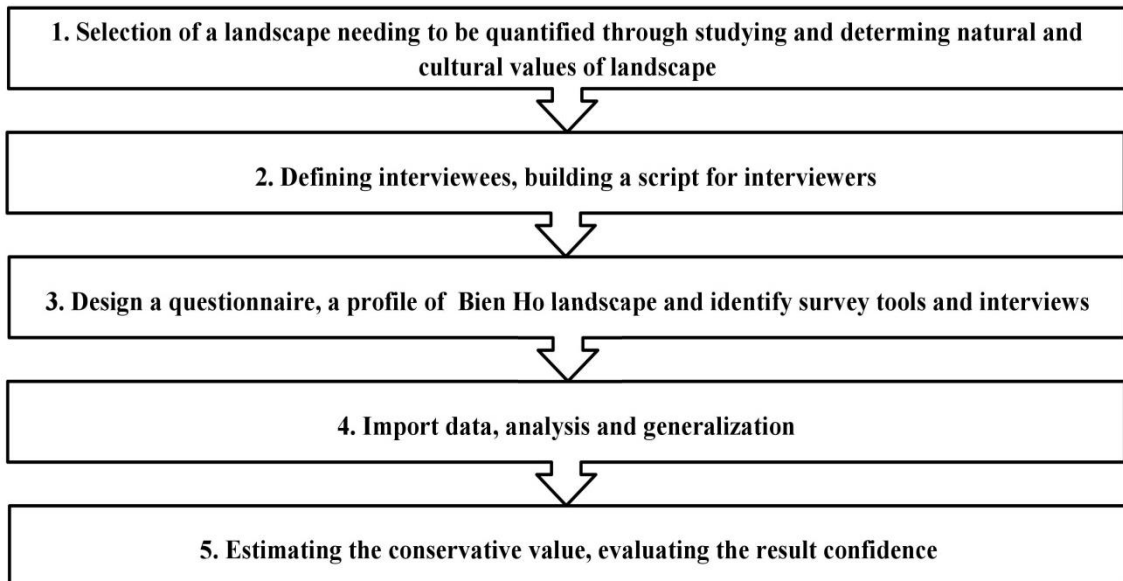 1. Selection of a landscape needing to be quantified through studying and determing natural and
cultural values of landscape
2. Defining interviewees, building a script for interviewers
3. Design a questionnaire, a profile of Bien Ho landscape and identify survey tools and interviews
4. Import data, analysis and generalization
5. Estimating the conservative value, evaluating the result confidence